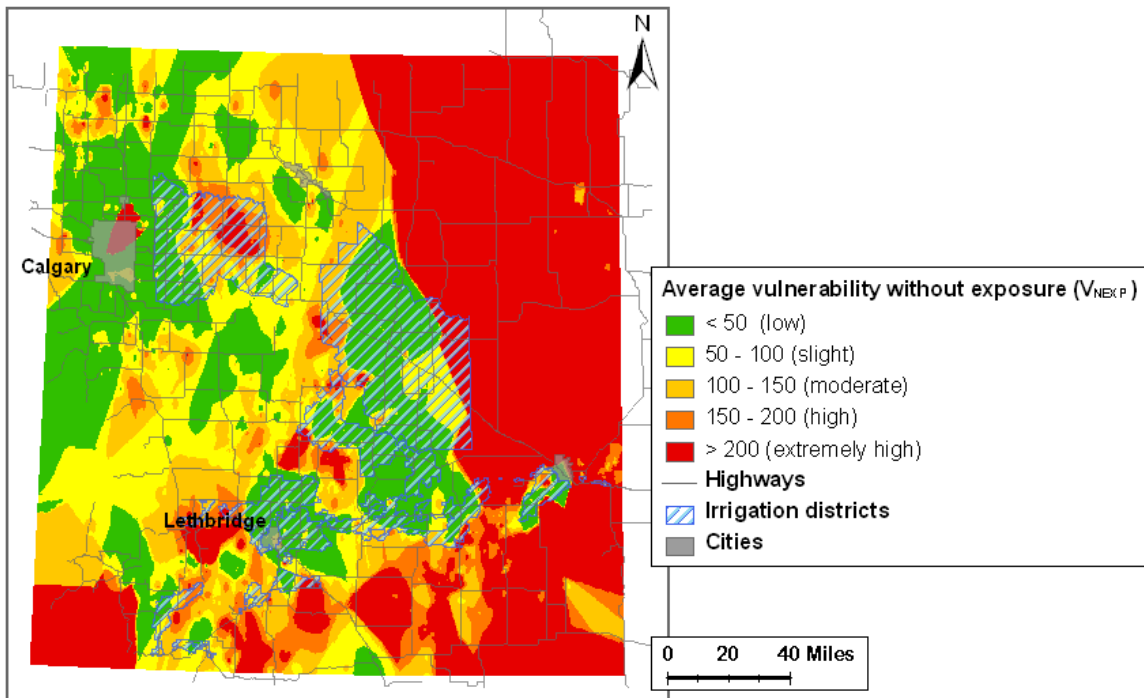 N
Calgary
Lethbridge
Average vulnerability without exposure (VNEXP)
< 50 (low)
50 - 100 (slight)
100 - 150 (moderate)
150 - 200 (high)
> 200 (extremely high)
Highways
Irrigation districts
Cities
0 20 40 Miles